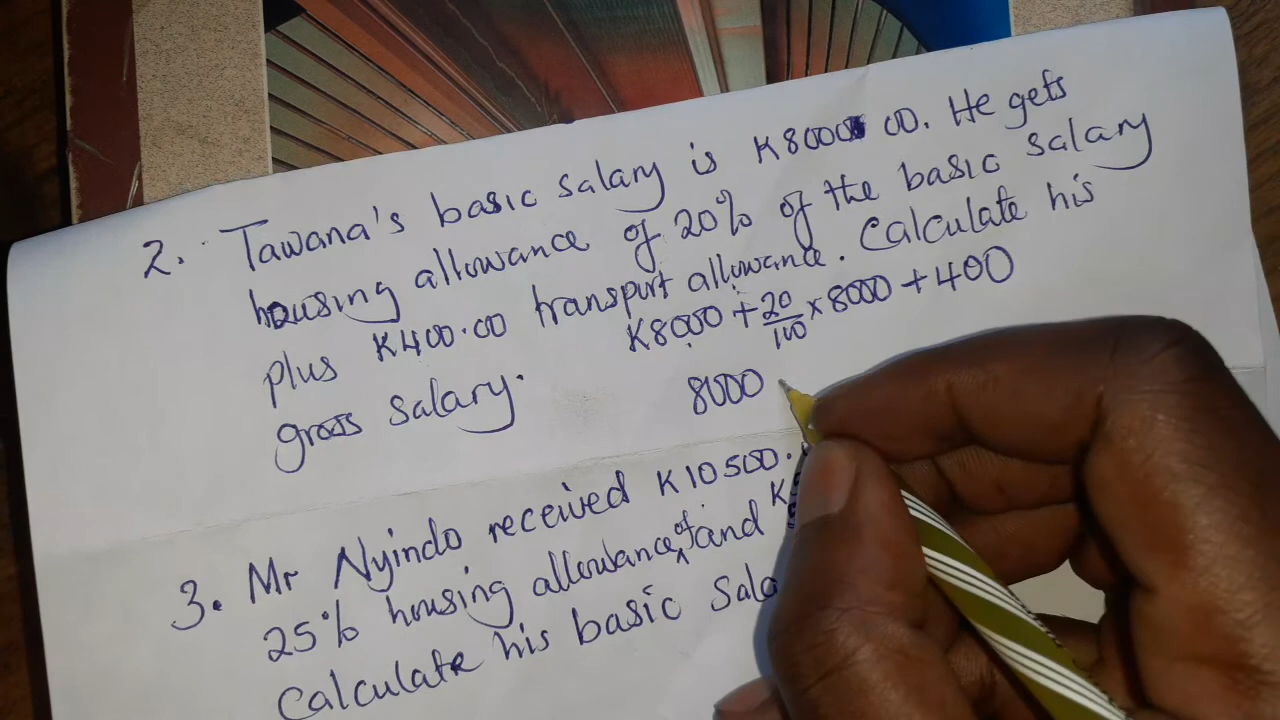 2. Tawana's basic salary is K8000 00. He gets
housing allowance of 20% of the basic salary
plus K400.00 transport allowance. Calculate his
gross salary.
K8000 + 20/100 × 8000 + 400
8000
3. Mr Nyindo received K10500.
25% housing allowance, of and K
Calculate his basic Sala